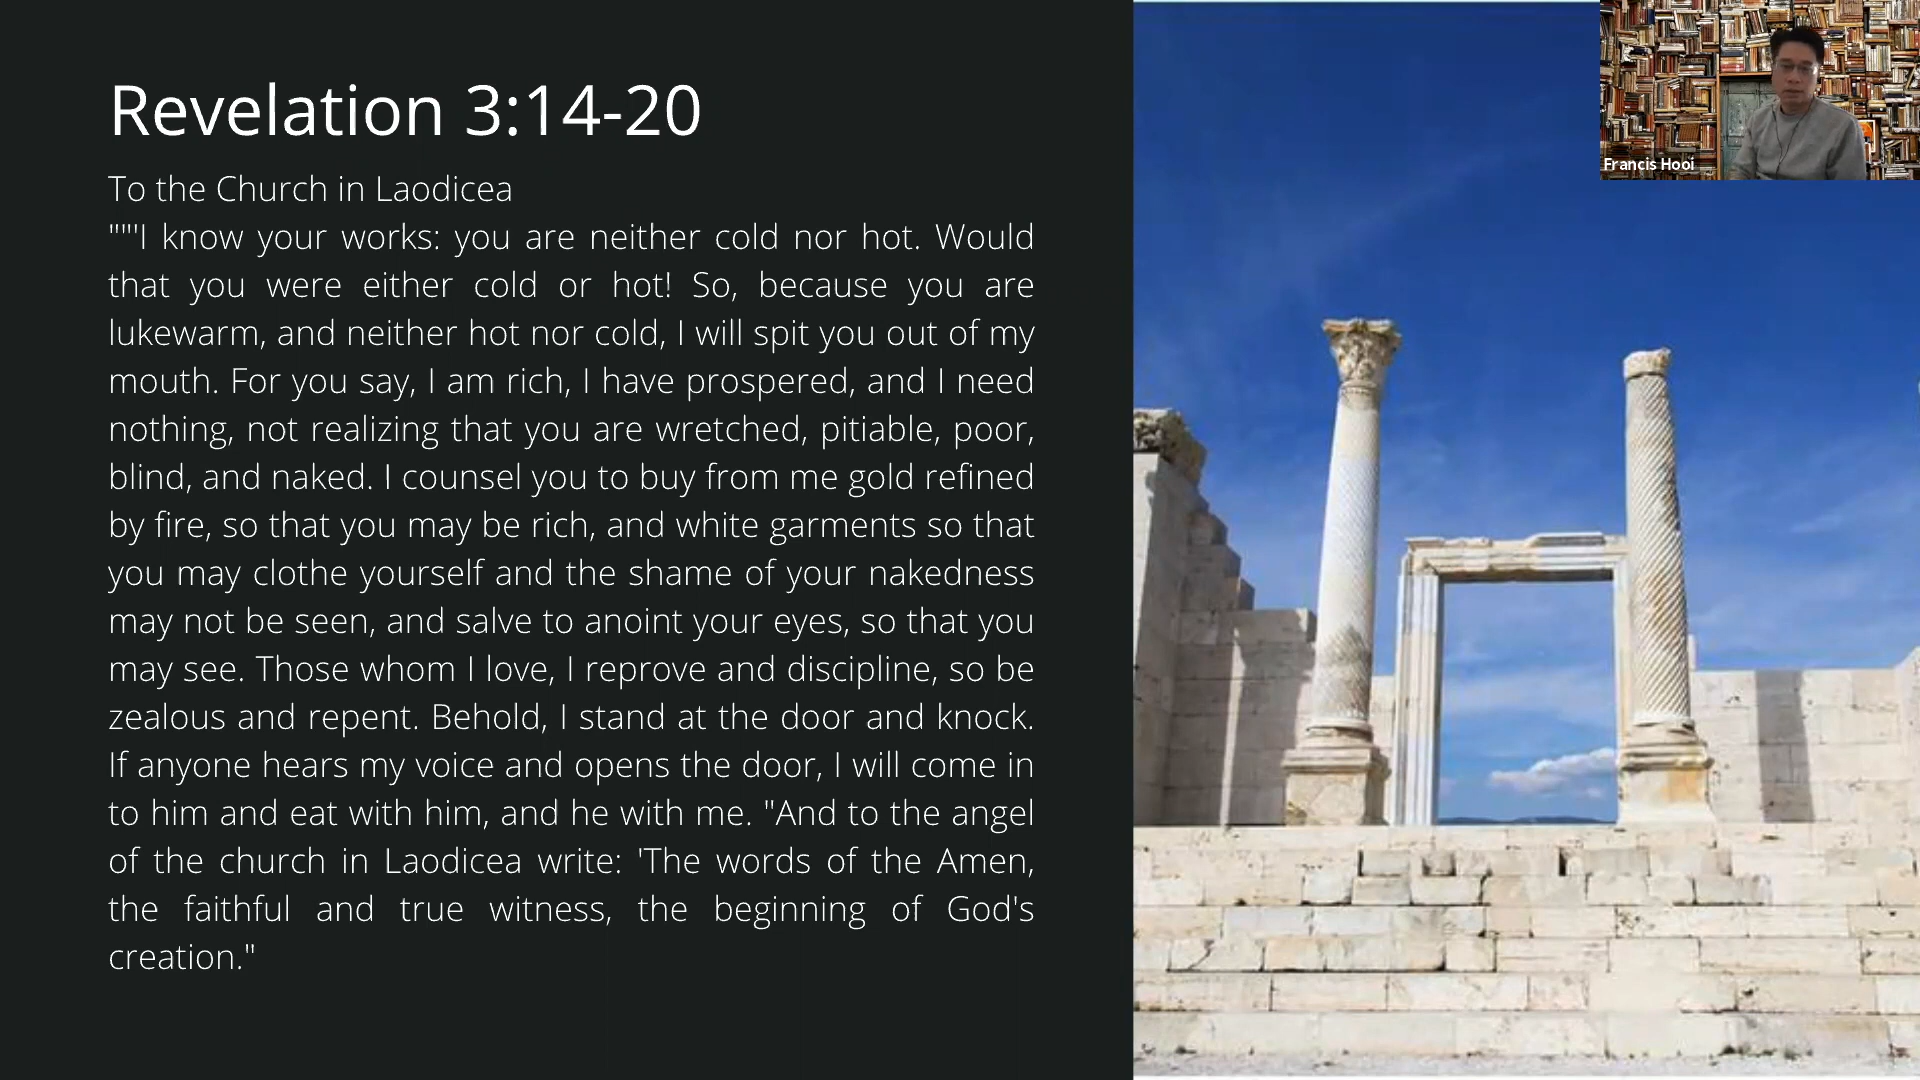 Revelation 3:14-20
To the Church in Laodicea
"""'I know your works: you are neither cold nor hot. Would
that you were either cold or hot! So, because you are
lukewarm, and neither hot nor cold, I will spit you out of my
mouth. For you say, I am rich, I have prospered, and I need
nothing, not realizing that you are wretched, pitiable, poor,
blind, and naked. I counsel you to buy from me gold refined
by fire, so that you may be rich, and white garments so that
you may clothe yourself and the shame of your nakedness
may not be seen, and salve to anoint your eyes, so that you
may see. Those whom I love, I reprove and discipline, so be
zealous and repent. Behold, I stand at the door and knock.
If anyone hears my voice and opens the door, I will come in
to him and eat with him, and he with me. "And to the angel
of the church in Laodicea write: 'The words of the Amen,
the faithful and true witness, the beginning of God's
creation."
Francis Hooi